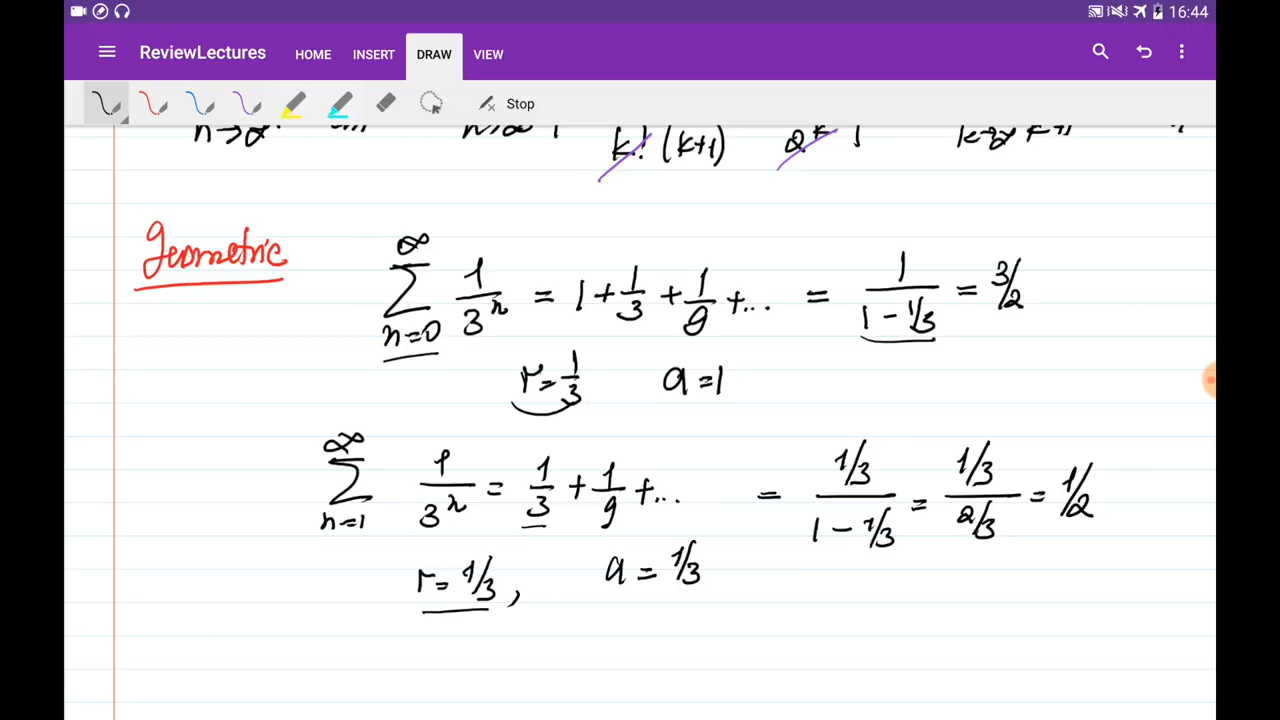 16:44
ReviewLectures HOME INSERT DRAW VIEW
Stop
k! (k+1) 2^k
geometric
∞
∑ 1/3^n = 1 + 1/3 + 1/9 + ... = 1/(1 - 1/3) = 3/2
n=0
r = 1/3 a = 1
∞
∑ 1/3^n = 1/3 + 1/9 + ... = (1/3)/(1 - 1/3) = (1/3)/(2/3) = 1/2
n=1
r = 1/3, a = 1/3